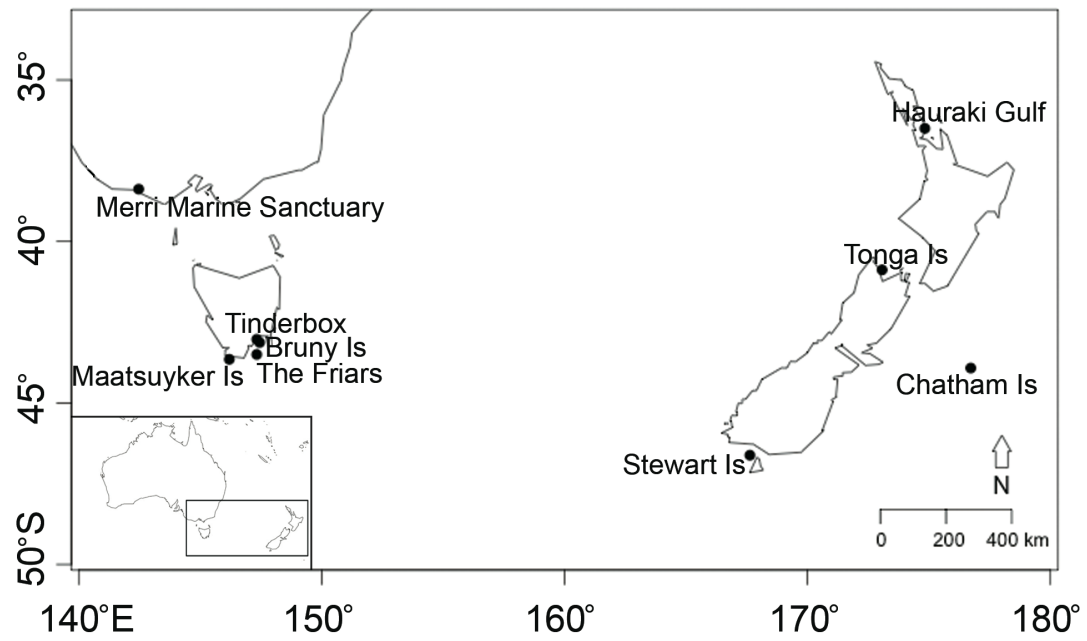 35°
Hauraki Gulf
Merri Marine Sanctuary
40°
Tonga Is
Tinderbox
Bruny Is
Maatsuyker Is
The Friars
Chatham Is
45°
Stewart Is
N
0 200 400 km
50°S
140°E 150° 160° 170° 180°